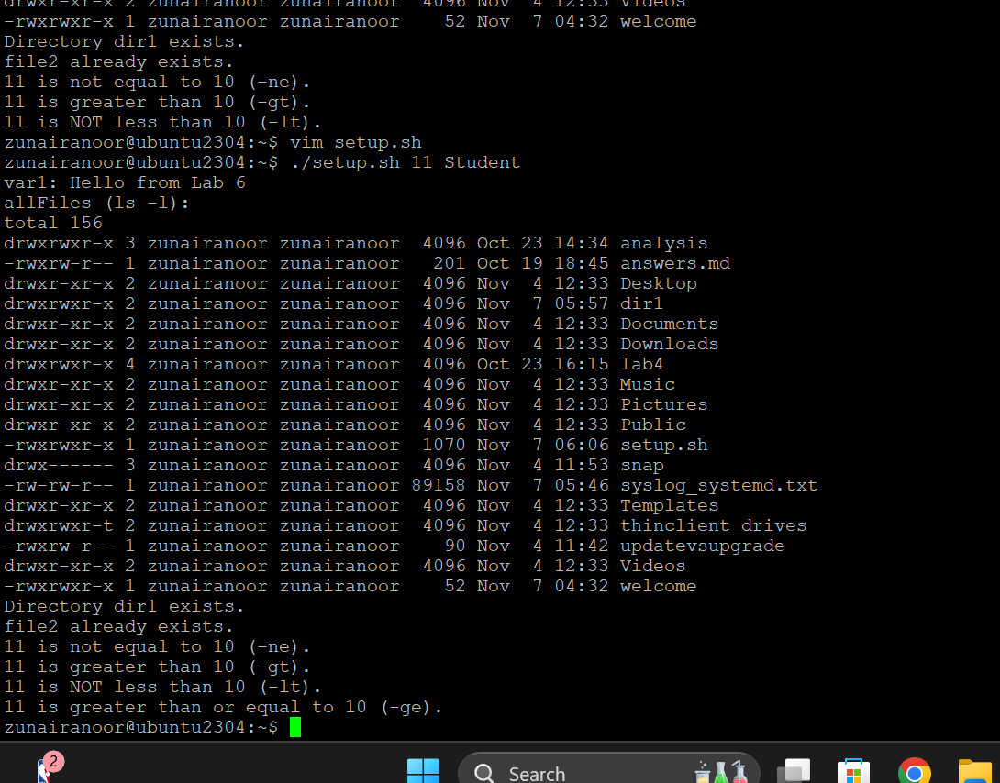 drwxr-xr-x 2 zunairanoor zunairanoor  4096 Nov  4 12:33 Videos
-rwxrwxr-x 1 zunairanoor zunairanoor    52 Nov  7 04:32 welcome
Directory dir1 exists.
file2 already exists.
11 is not equal to 10 (-ne).
11 is greater than 10 (-gt).
11 is NOT less than 10 (-lt).
zunairanoor@ubuntu2304:~$ vim setup.sh
zunairanoor@ubuntu2304:~$ ./setup.sh 11 Student
var1: Hello from Lab 6
allFiles (ls -l):
total 156
drwxrwxr-x 3 zunairanoor zunairanoor  4096 Oct 23 14:34 analysis
-rwxrw-r-- 1 zunairanoor zunairanoor   201 Oct 19 18:45 answers.md
drwxr-xr-x 2 zunairanoor zunairanoor  4096 Nov  4 12:33 Desktop
drwxrwxr-x 2 zunairanoor zunairanoor  4096 Nov  7 05:57 dir1
drwxr-xr-x 2 zunairanoor zunairanoor  4096 Nov  4 12:33 Documents
drwxr-xr-x 2 zunairanoor zunairanoor  4096 Nov  4 12:33 Downloads
drwxrwxr-x 4 zunairanoor zunairanoor  4096 Oct 23 16:15 lab4
drwxr-xr-x 2 zunairanoor zunairanoor  4096 Nov  4 12:33 Music
drwxr-xr-x 2 zunairanoor zunairanoor  4096 Nov  4 12:33 Pictures
drwxr-xr-x 2 zunairanoor zunairanoor  4096 Nov  4 12:33 Public
-rwxrwxr-x 1 zunairanoor zunairanoor  1070 Nov  7 06:06 setup.sh
drwx------ 3 zunairanoor zunairanoor  4096 Nov  4 11:53 snap
-rw-rw-r-- 1 zunairanoor zunairanoor 89158 Nov  7 05:46 syslog_systemd.txt
drwxr-xr-x 2 zunairanoor zunairanoor  4096 Nov  4 12:33 Templates
drwxrwxr-t 2 zunairanoor zunairanoor  4096 Nov  4 12:33 thinclient_drives
-rwxrw-r-- 1 zunairanoor zunairanoor    90 Nov  4 11:42 updatevsupgrade
drwxr-xr-x 2 zunairanoor zunairanoor  4096 Nov  4 12:33 Videos
-rwxrwxr-x 1 zunairanoor zunairanoor    52 Nov  7 04:32 welcome
Directory dir1 exists.
file2 already exists.
11 is not equal to 10 (-ne).
11 is greater than 10 (-gt).
11 is NOT less than 10 (-lt).
11 is greater than or equal to 10 (-ge).
zunairanoor@ubuntu2304:~$
2
Search